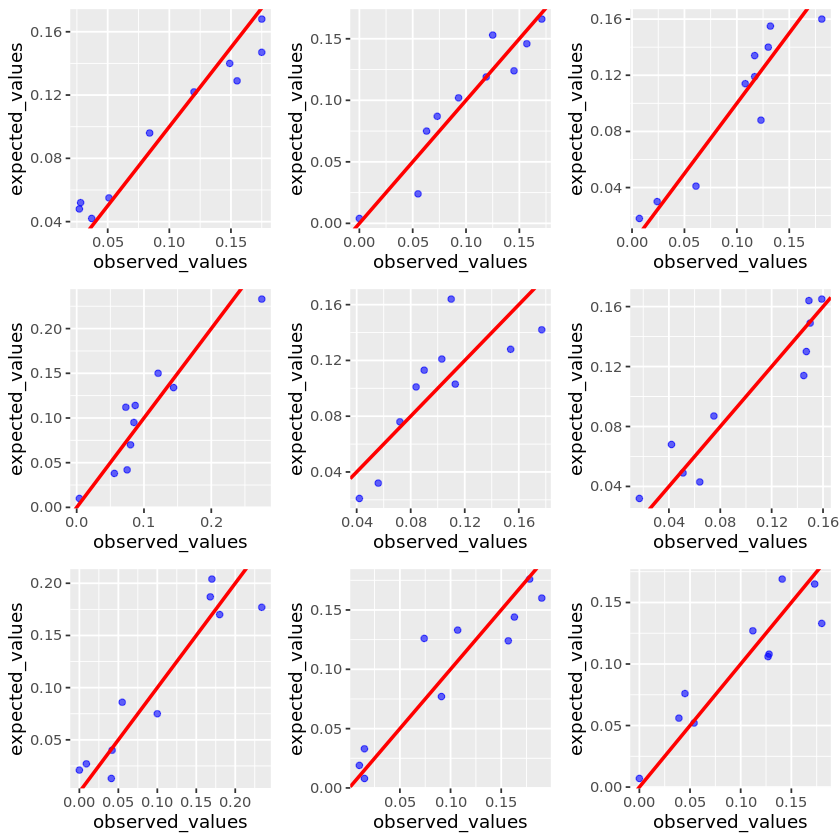 expected_values
0.16
0.12
0.08
0.04
0.05 0.10 0.15
observed_values
expected_values
0.15
0.10
0.05
0.00
0.00 0.05 0.10 0.15
observed_values
expected_values
0.16
0.12
0.08
0.04
0.00 0.05 0.10 0.15
observed_values
expected_values
0.20
0.15
0.10
0.05
0.00
0.0 0.1 0.2
observed_values
expected_values
0.16
0.12
0.08
0.04
0.04 0.08 0.12 0.16
observed_values
expected_values
0.16
0.12
0.08
0.04
0.04 0.08 0.12 0.16
observed_values
expected_values
0.20
0.15
0.10
0.05
0.00 0.05 0.10 0.15 0.20
observed_values
expected_values
0.15
0.10
0.05
0.00
0.05 0.10 0.15
observed_values
expected_values
0.15
0.10
0.05
0.00
0.00 0.05 0.10 0.15
observed_values